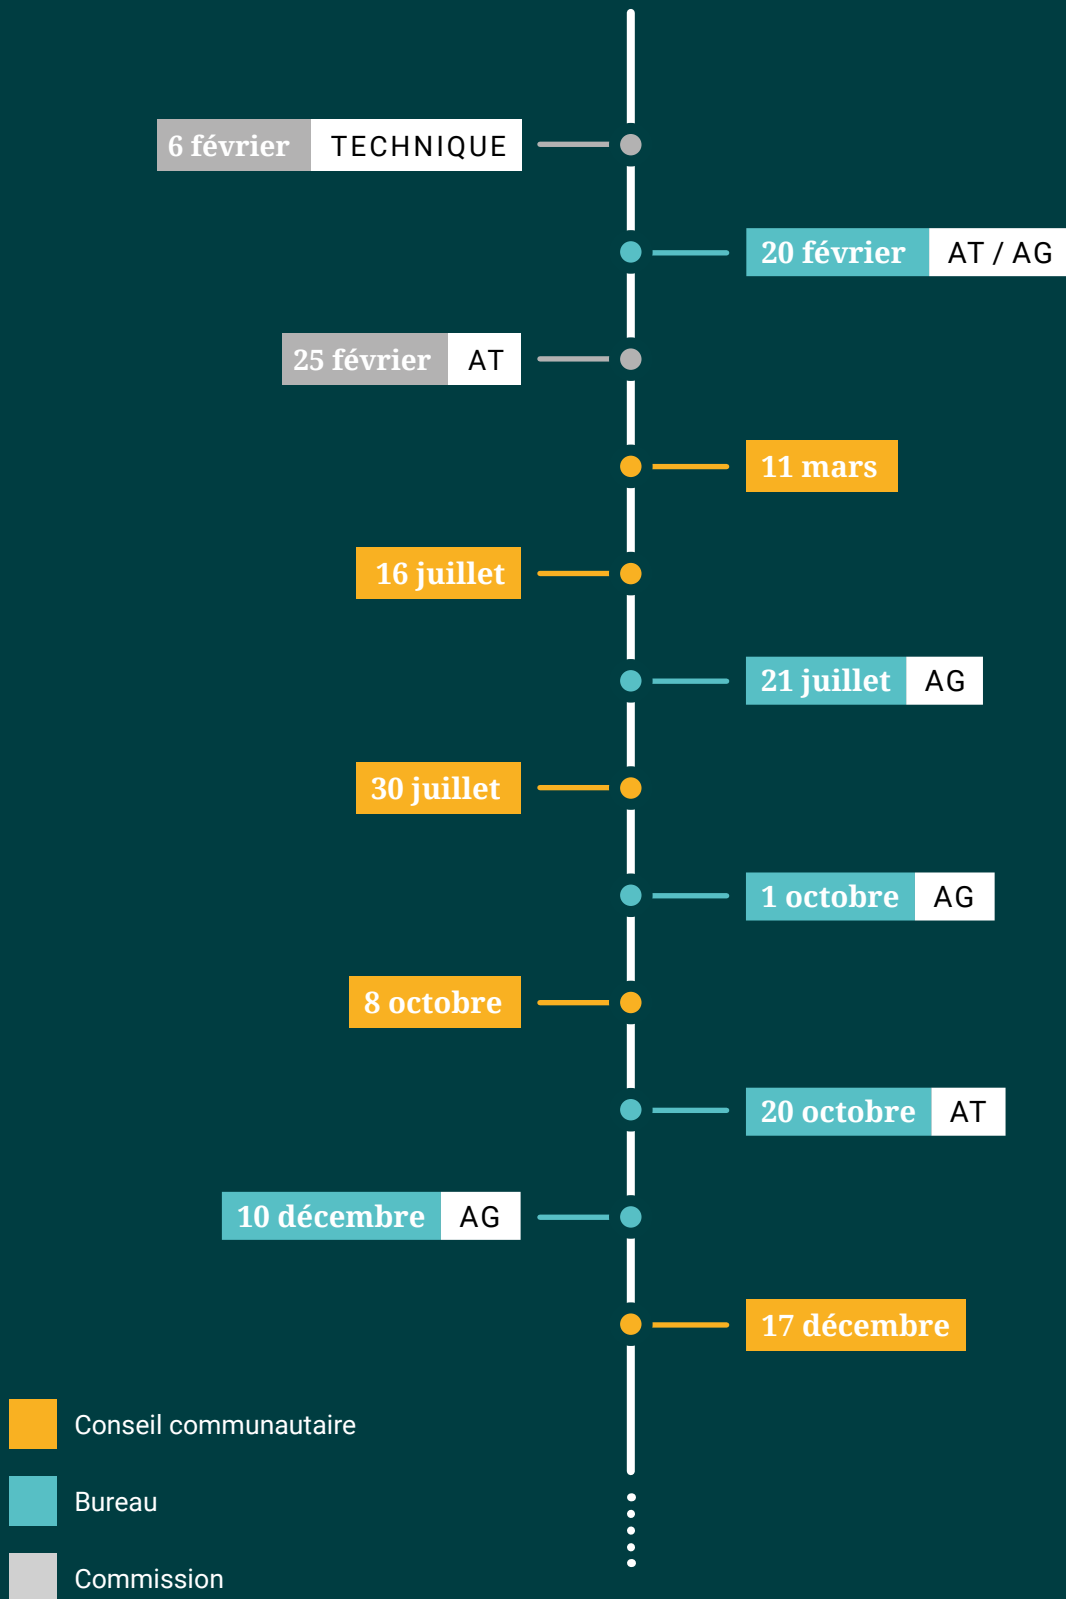 6 février TECHNIQUE
20 février AT / AG
25 février AT
11 mars
16 juillet
21 juillet AG
30 juillet
1 octobre AG
8 octobre
20 octobre AT
10 décembre AG
17 décembre
Conseil communautaire
Bureau
Commission